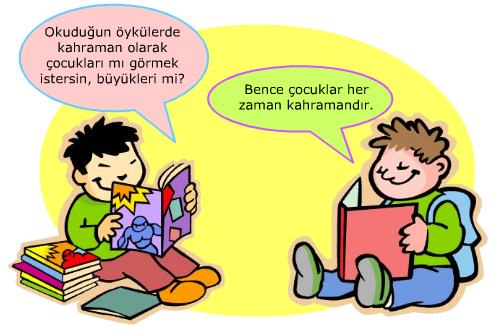 Okuduğun öykülerde
kahraman olarak
çocukları mı görmek
istersin, büyükleri mi?
Bence çocuklar her
zaman kahramandır.